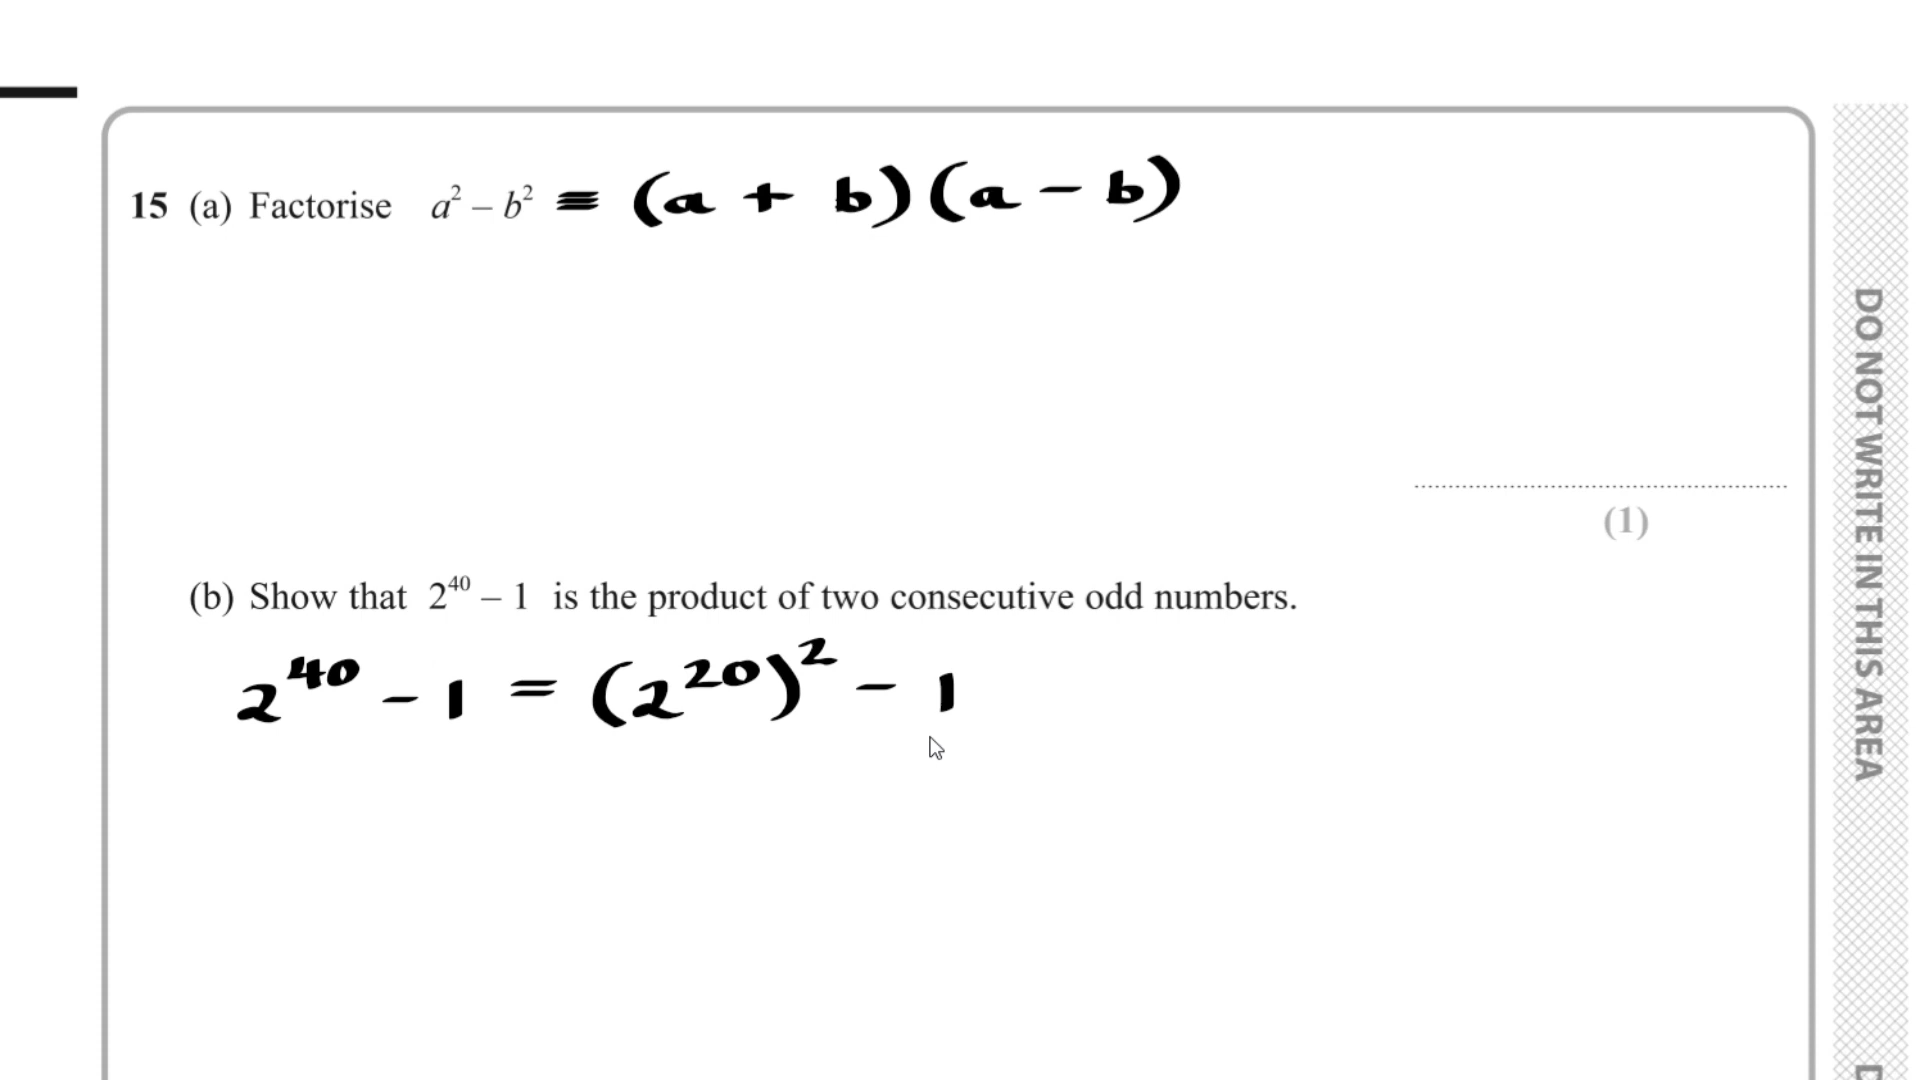 15 (a) Factorise a² – b² ≡ (a + b)(a − b)
(1)
(b) Show that 2⁴⁰ – 1 is the product of two consecutive odd numbers.
2⁴⁰ − 1 = (2²⁰)² − 1
DO NOT WRITE IN THIS AREA